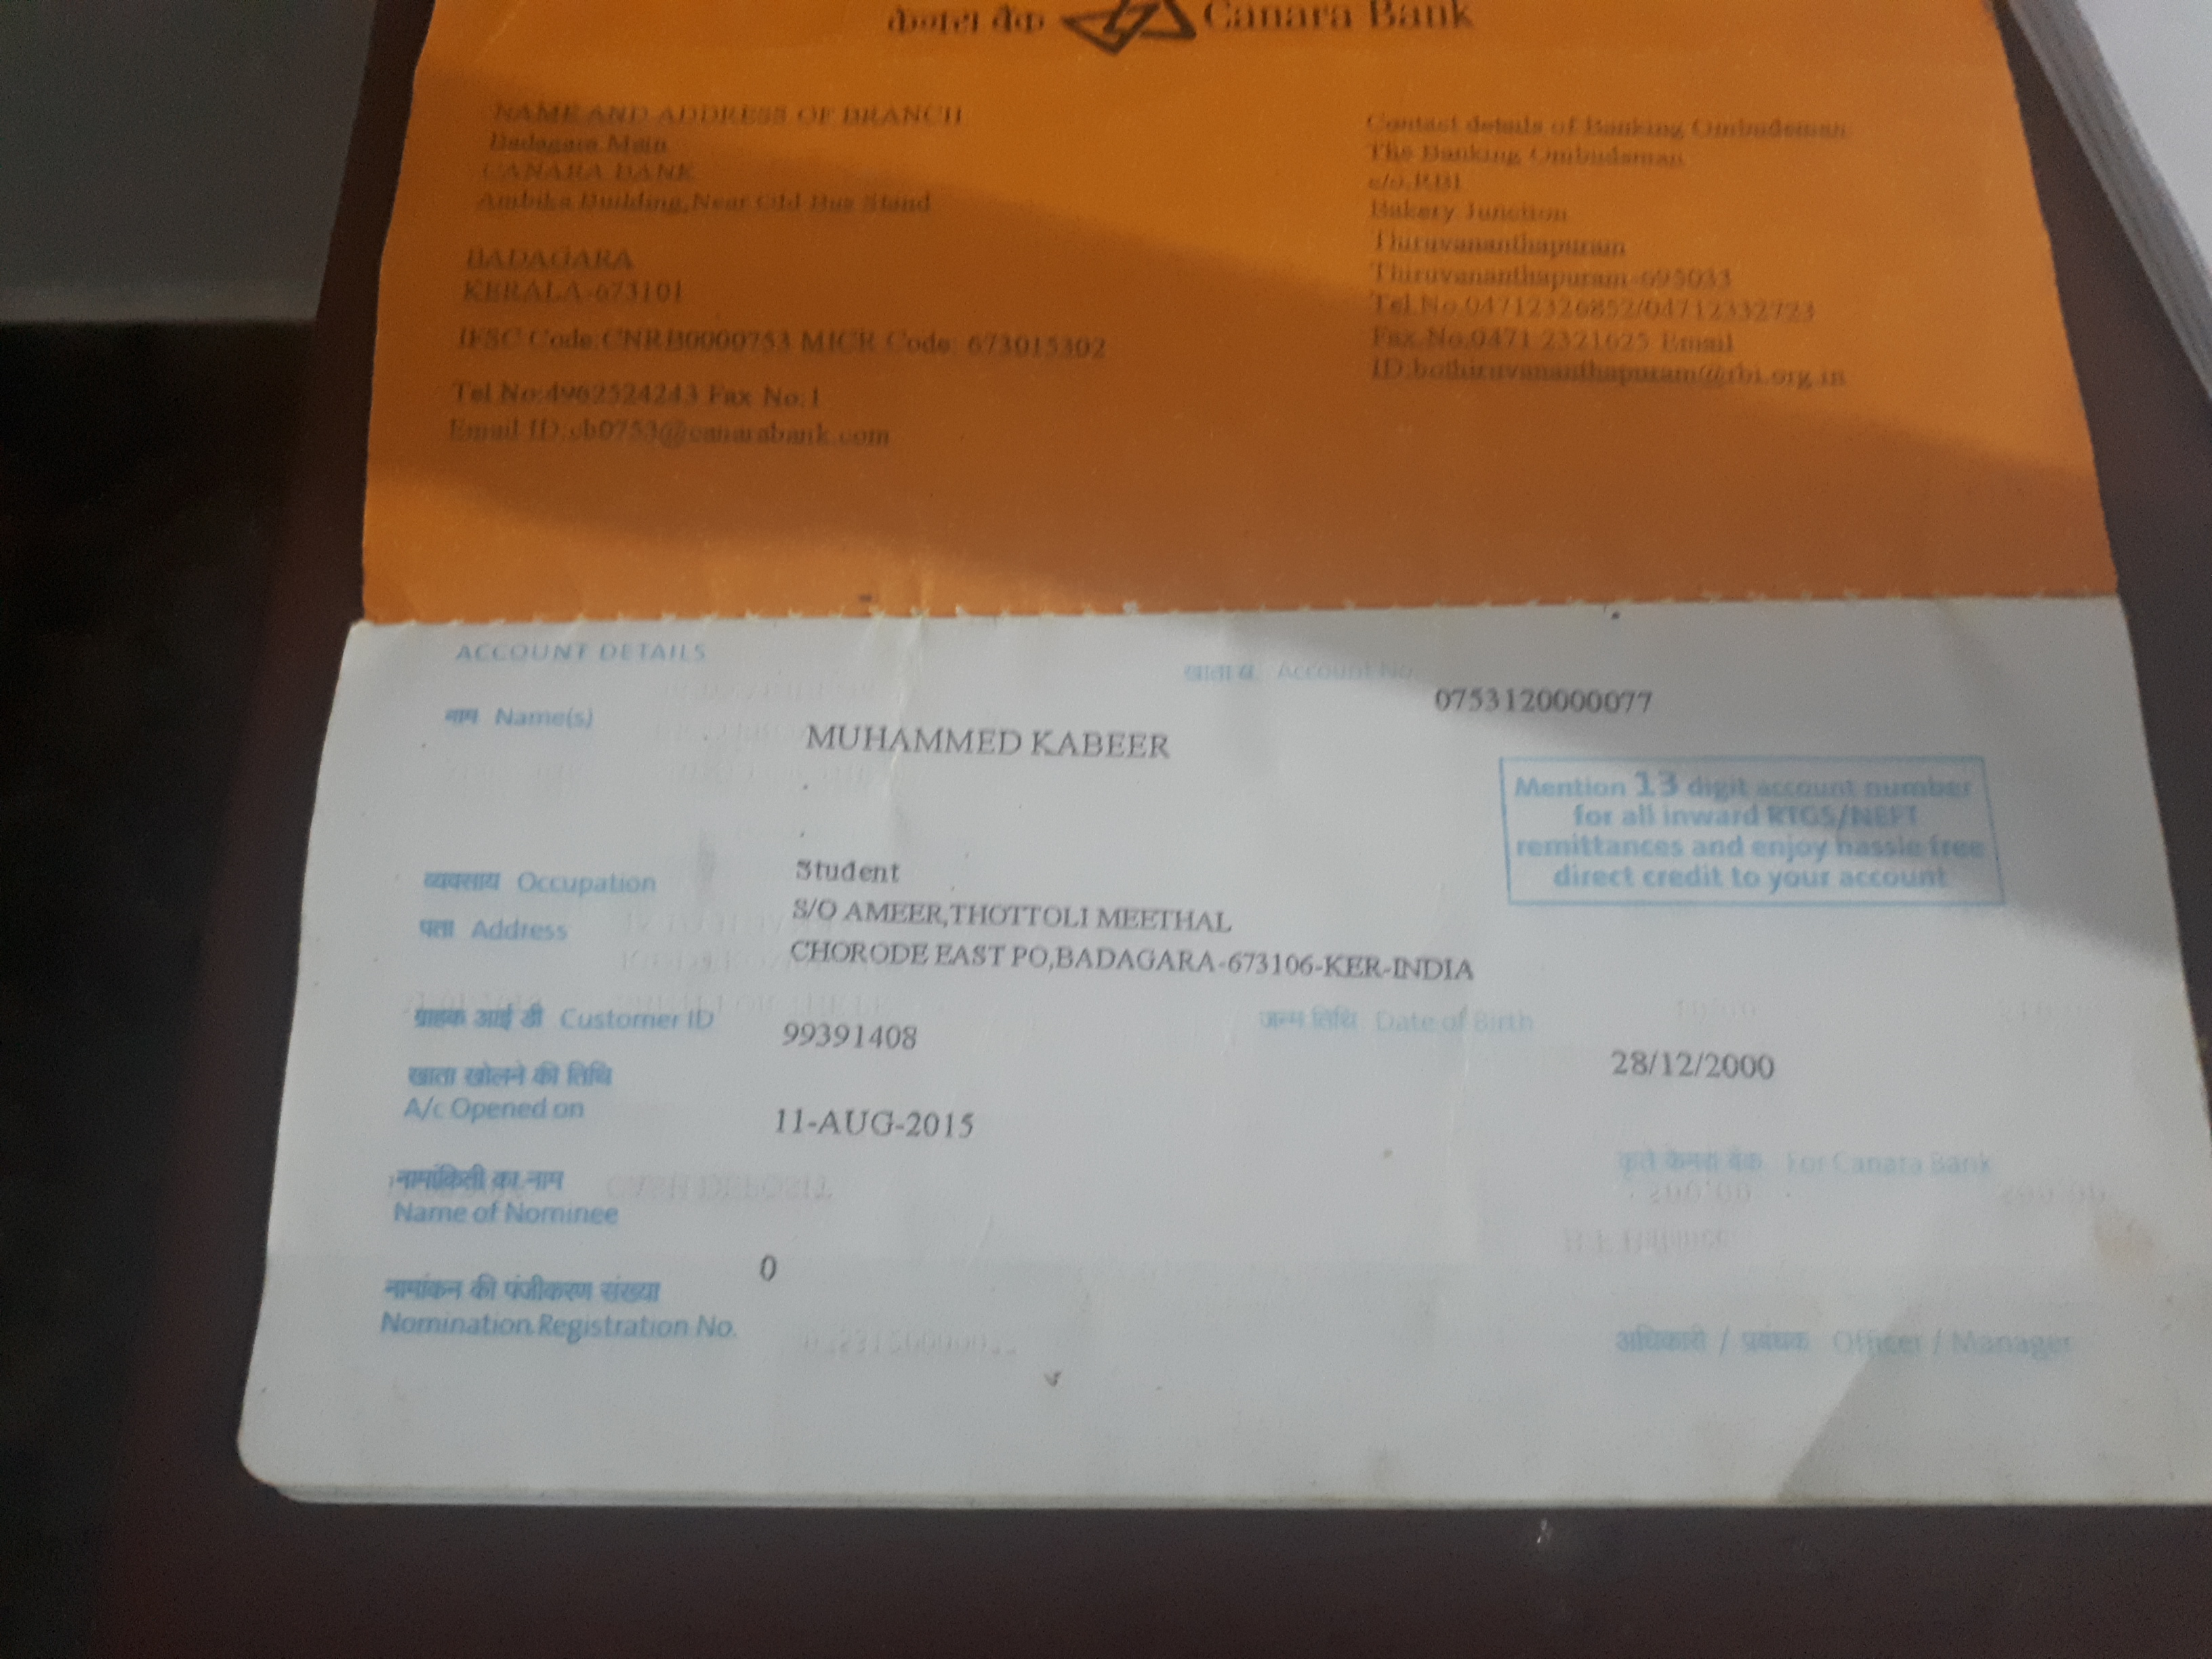 केनरा बैंक Canara Bank
NAME AND ADDRESS OF BRANCH
Badagara Main
CANARA BANK
Ambika Building,Near Old Bus Stand
BADAGARA
KERALA-673101
IFSC Code:CNRB0000753 MICR Code: 673015302
Tel.No:4962524243 Fax No:1
Email ID:cb0753@canarabank.com
Contact details of Banking Ombudsman
The Banking Ombudsman
c/o.RBI
Bakery Junction
Thiruvananthapuram
Thiruvananthapuram-695033
Tel.No.0471 2326852/0471 2332723
Fax.No.0471 2321625 Email
ID:bothiruvananthapuram@rbi.org.in
ACCOUNT DETAILS
खाता सं. Account No. 0753120000077
नाम Name(s) MUHAMMED KABEER
Mention 13 digit account number
for all inward RTGS/NEFT
remittances and enjoy hassle free
direct credit to your account
व्यवसाय Occupation Student
पता Address S/O AMEER,THOTTOLI MEETHAL
CHORODE EAST PO,BADAGARA-673106-KER-INDIA
ग्राहक आई डी Customer ID 99391408
जन्म तिथि Date of Birth 28/12/2000
खाता खोलने की तिथि
A/c Opened on 11-AUG-2015
नामिति का नाम
Name of Nominee
कृते केनरा बैंक For Canara Bank
नामांकन की पंजीकरण संख्या 0
Nomination Registration No.
अधिकारी / प्रबंधक Officer / Manager